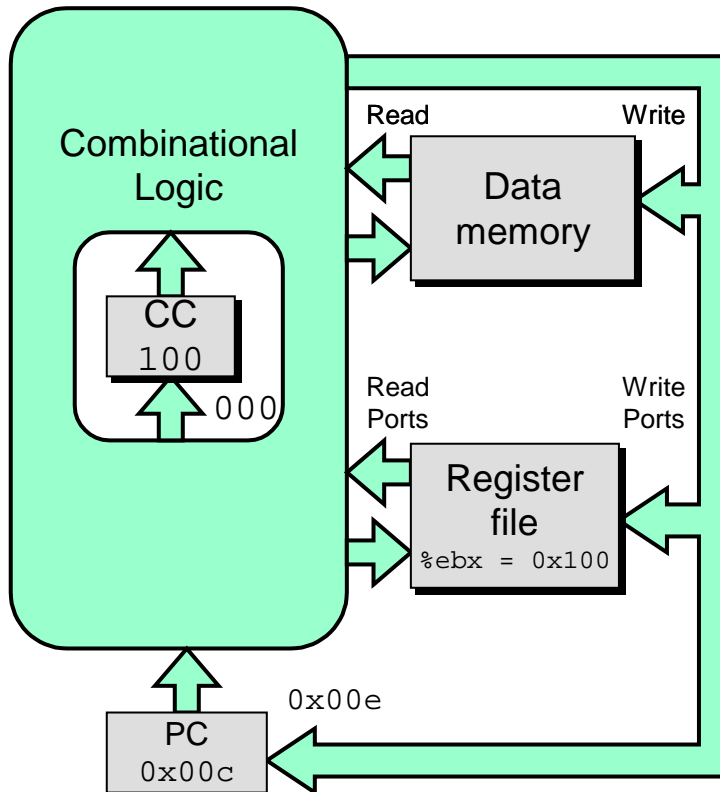 Combinational
Logic
CC
100
000
Read
Write
Data
memory
Read
Ports
Write
Ports
Register
file
%ebx = 0x100
0x00e
PC
0x00c